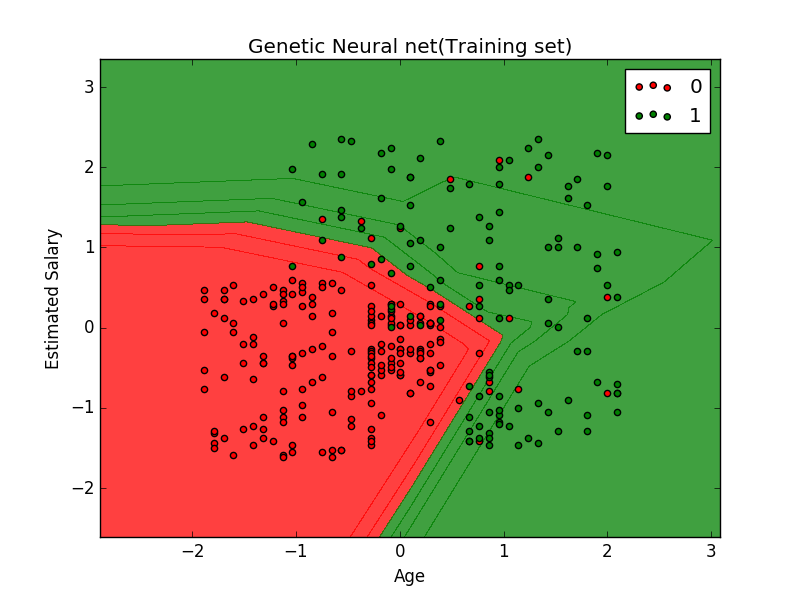 Genetic Neural net(Training set)
0
1
Estimated Salary
3
2
1
0
−1
−2
−2 −1 0 1 2 3
Age